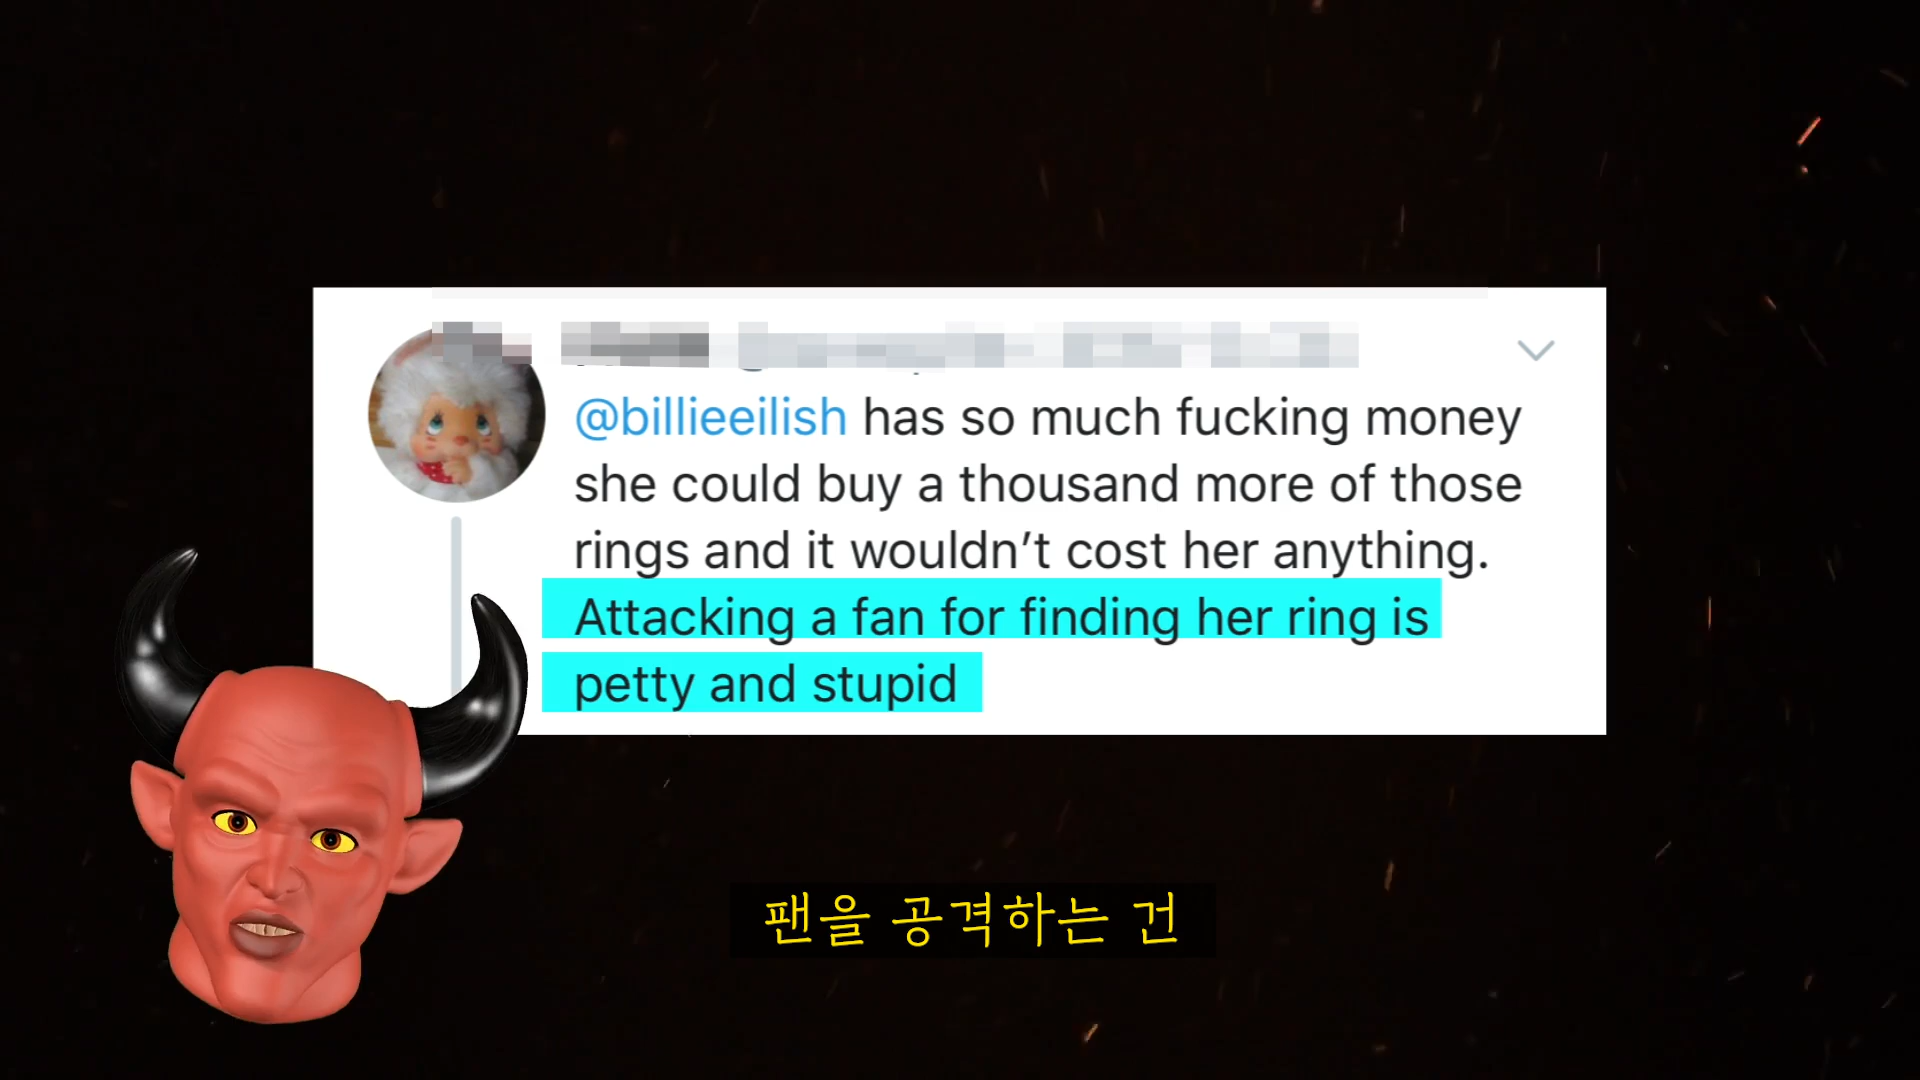 @billieeilish has so much fucking money
she could buy a thousand more of those
rings and it wouldn’t cost her anything.
Attacking a fan for finding her ring is
petty and stupid
팬을 공격하는 건